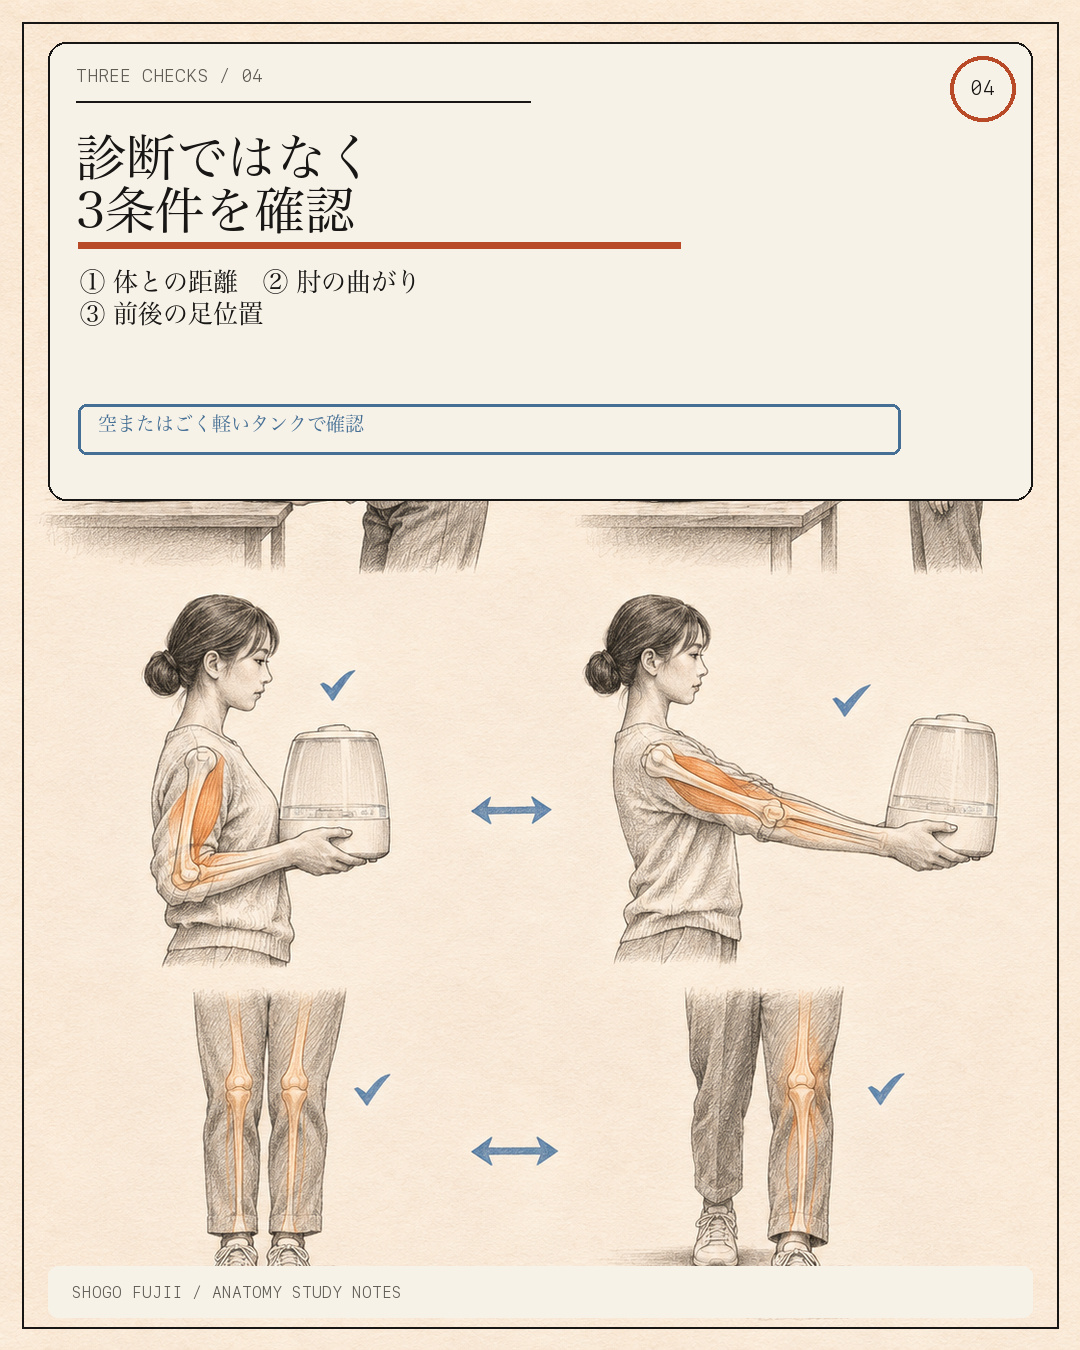 THREE CHECKS / 04
04
診断ではなく
3条件を確認
① 体との距離　② 肘の曲がり
③ 前後の足位置
空またはごく軽いタンクで確認
SHOGO FUJII / ANATOMY STUDY NOTES